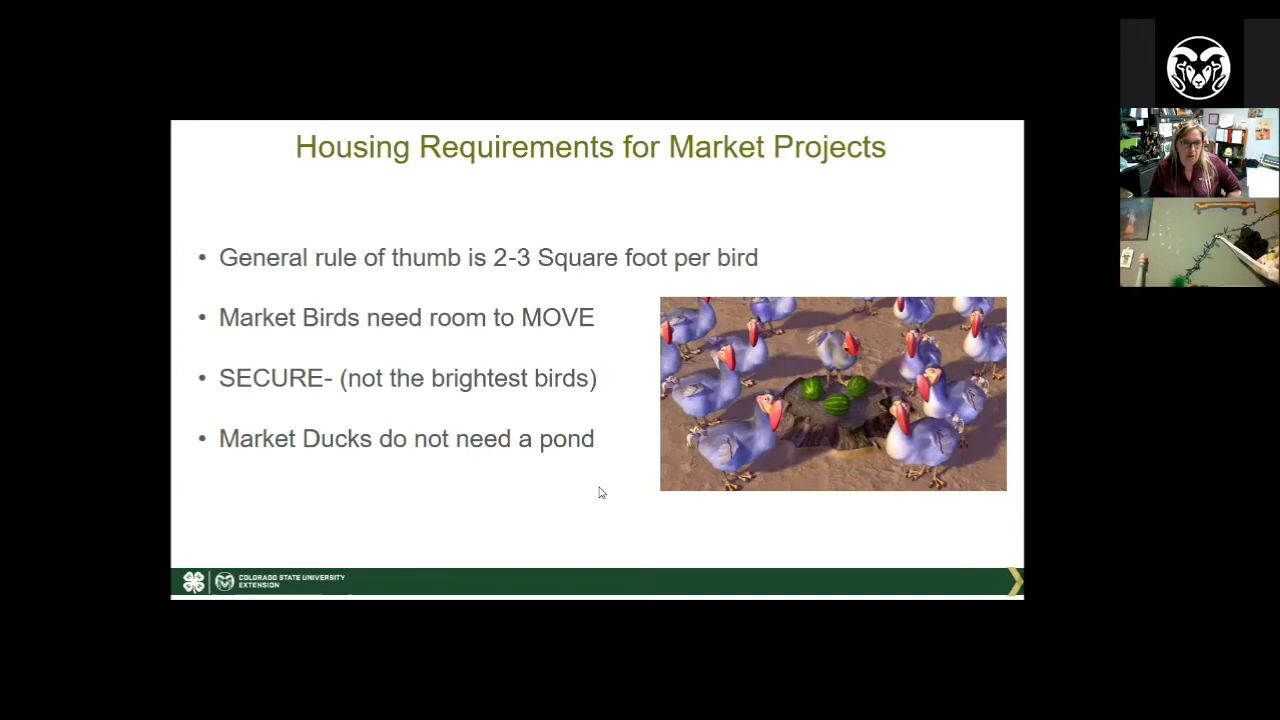 Housing Requirements for Market Projects
• General rule of thumb is 2-3 Square foot per bird
• Market Birds need room to MOVE
• SECURE- (not the brightest birds)
• Market Ducks do not need a pond
COLORADO STATE UNIVERSITY
EXTENSION